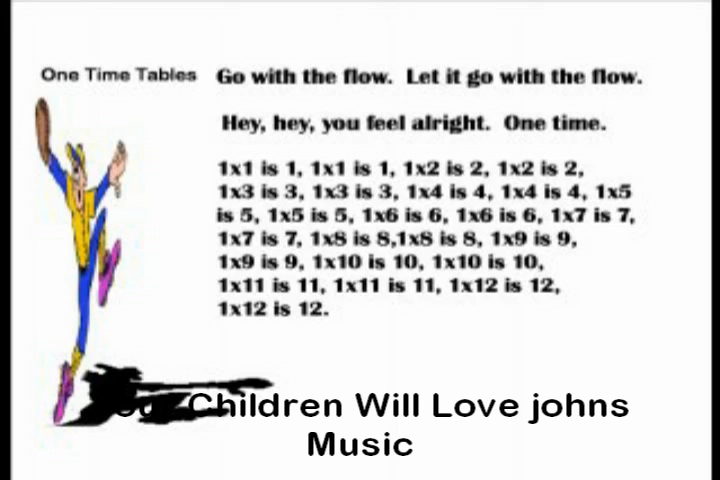 One Time Tables
Go with the flow. Let it go with the flow.
Hey, hey, you feel alright. One time.
1x1 is 1, 1x1 is 1, 1x2 is 2, 1x2 is 2,
1x3 is 3, 1x3 is 3, 1x4 is 4, 1x4 is 4, 1x5
is 5, 1x5 is 5, 1x6 is 6, 1x6 is 6, 1x7 is 7,
1x7 is 7, 1x8 is 8,1x8 is 8, 1x9 is 9,
1x9 is 9, 1x10 is 10, 1x10 is 10,
1x11 is 11, 1x11 is 11, 1x12 is 12,
1x12 is 12.
Children Will Love johns
Music